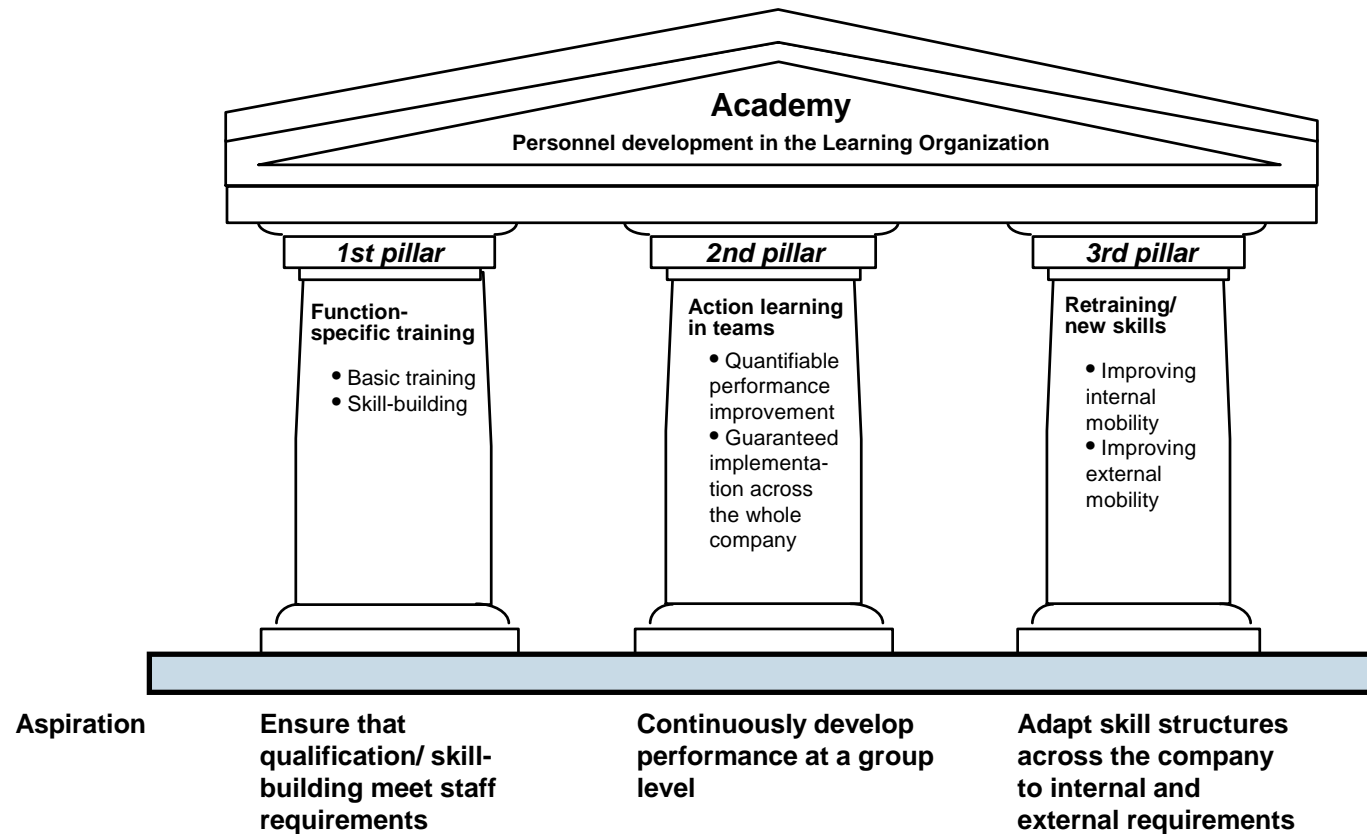 Academy
Personnel development in the Learning Organization
1st pillar
Function-
specific training
• Basic training
• Skill-building
2nd pillar
Action learning
in teams
• Quantifiable
performance
improvement
• Guaranteed
implementa-
tion across
the whole
company
3rd pillar
Retraining/
new skills
• Improving
internal
mobility
• Improving
external
mobility
Aspiration
Ensure that
qualification/ skill-
building meet staff
requirements
Continuously develop
performance at a group
level
Adapt skill structures
across the company
to internal and
external requirements